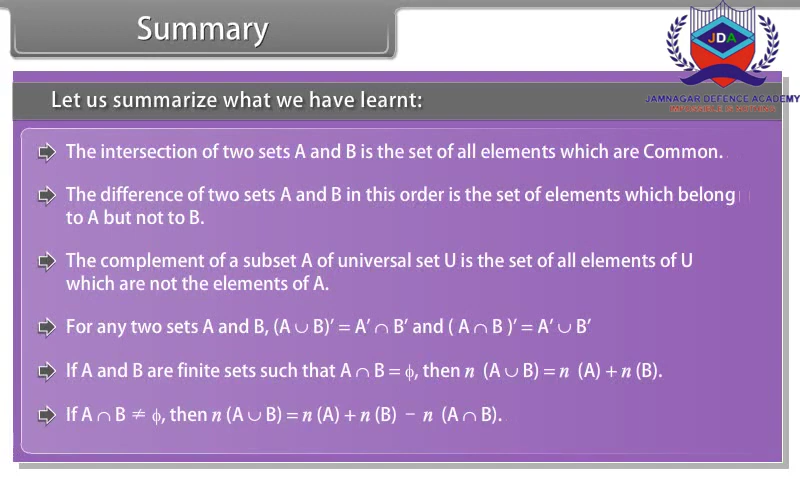 Summary
JDA
JAMNAGAR DEFENCE ACADEMY
IMPOSSIBLE IS NOTHING
Let us summarize what we have learnt:
The intersection of two sets A and B is the set of all elements which are Common.
The difference of two sets A and B in this order is the set of elements which belong
to A but not to B.
The complement of a subset A of universal set U is the set of all elements of U
which are not the elements of A.
For any two sets A and B, (A ∪ B)′ = A′ ∩ B′ and ( A ∩ B )′ = A′ ∪ B′
If A and B are finite sets such that A ∩ B = ϕ, then n (A ∪ B) = n (A) + n (B).
If A ∩ B ≠ ϕ, then n (A ∪ B) = n (A) + n (B) − n (A ∩ B).